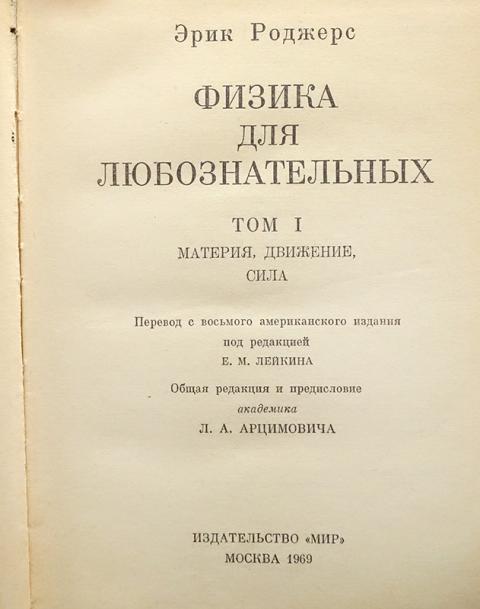 Эрик Роджерс
ФИЗИКА
ДЛЯ
ЛЮБОЗНАТЕЛЬНЫХ
ТОМ I
МАТЕРИЯ, ДВИЖЕНИЕ,
СИЛА
Перевод с восьмого американского издания
под редакцией
Е. М. ЛЕЙКИНА
Общая редакция и предисловие
академика
Л. А. АРЦИМОВИЧА
ИЗДАТЕЛЬСТВО «МИР»
МОСКВА 1969